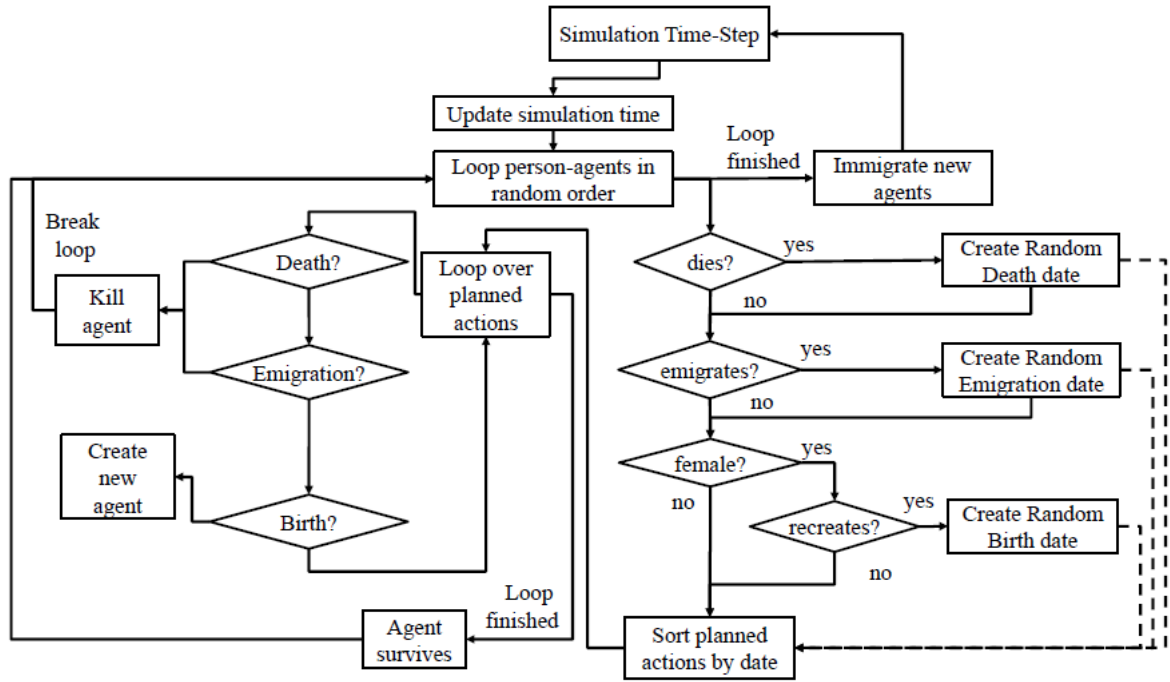 Simulation Time-Step
Update simulation time
Loop person-agents in
random order
Loop
finished
Immigrate new
agents
Break
loop
Death?
Loop over
planned
actions
dies?
yes
Create Random
Death date
no
Kill
agent
Emigration?
emigrates?
yes
Create Random
Emigration date
no
Create
new
agent
Birth?
female?
yes
no
recreates?
yes
Create Random
Birth date
no
Loop
finished
Agent
survives
Sort planned
actions by date